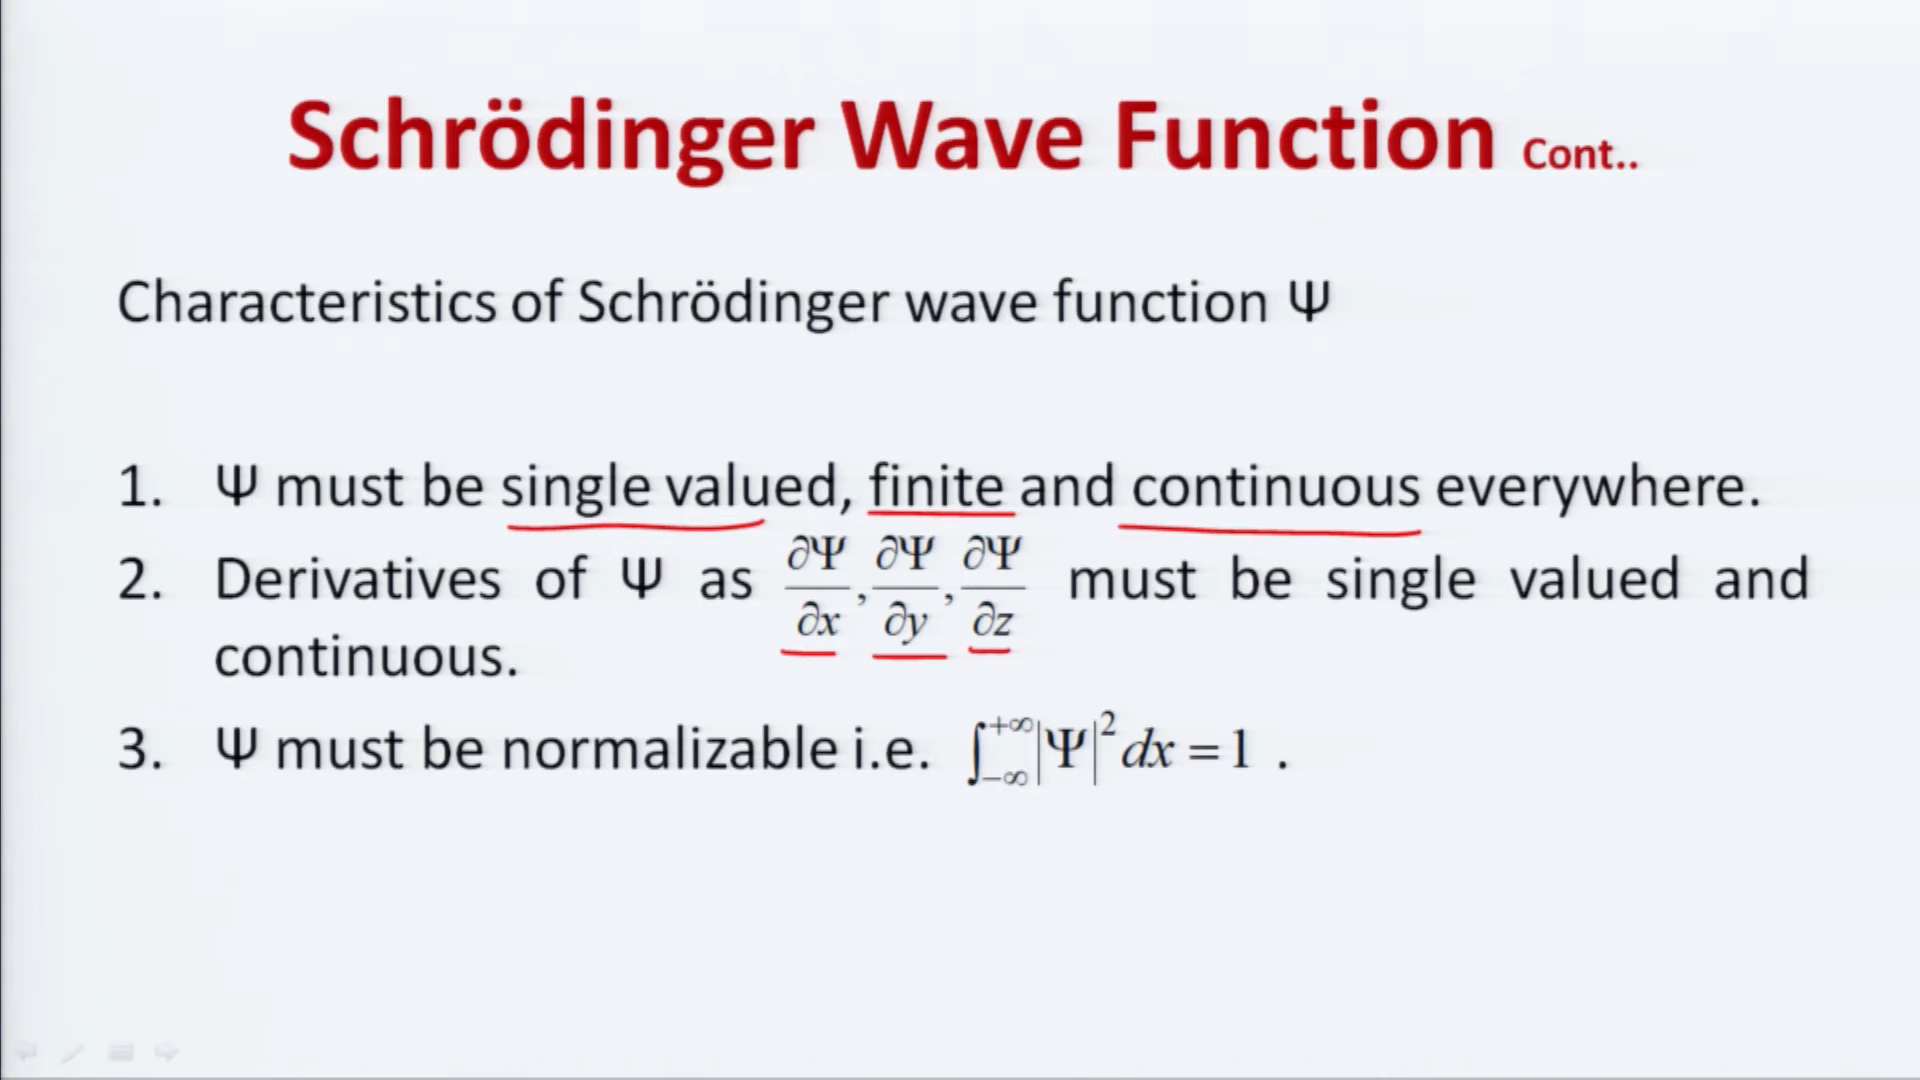 Schrödinger Wave Function Cont..
Characteristics of Schrödinger wave function Ψ
1. Ψ must be single valued, finite and continuous everywhere.
2. Derivatives of Ψ as ∂Ψ/∂x, ∂Ψ/∂y, ∂Ψ/∂z must be single valued and
continuous.
3. Ψ must be normalizable i.e. ∫_{-∞}^{+∞} |Ψ|² dx = 1 .